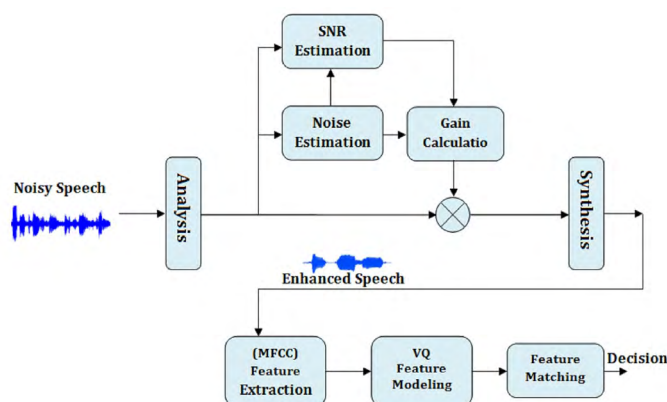 SNR
Estimation
Noise
Estimation
Gain
Calculatio
Noisy Speech
Analysis
Synthesis
Enhanced Speech
(MFCC)
Feature
Extraction
VQ
Feature
Modeling
Feature
Matching
Decision